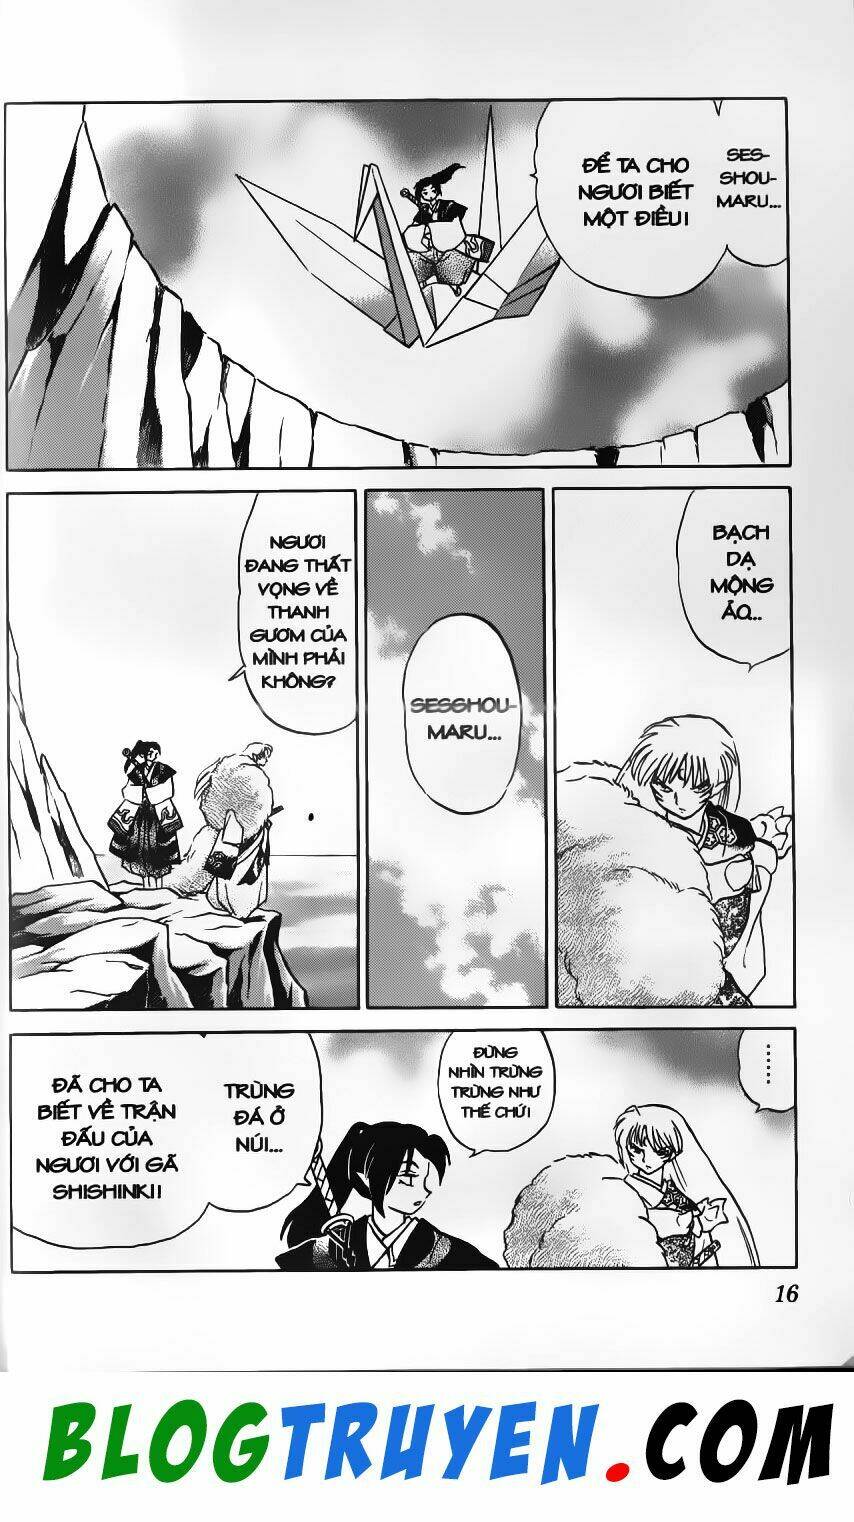 SES-
SHOU-
MARU...
ĐỂ TA CHO
NGƯƠI BIẾT
MỘT ĐIỀU!
BẠCH
DẠ
MỘNG
ẢO...
SESSHOU-
MARU...
NGƯƠI
ĐANG THẤT
VỌNG VỀ
THANH
GƯƠM CỦA
MÌNH PHẢI
KHÔNG?
......
ĐỪNG
NHÌN TRỪNG
TRỪNG NHƯ
THẾ CHỨ!
TRÙNG
ĐÁ Ở
NÚI...
ĐÃ CHO TA
BIẾT VỀ TRẬN
ĐẤU CỦA
NGƯƠI VỚI GÃ
SHISHINKI!
16
BLOGTRUYEN.COM